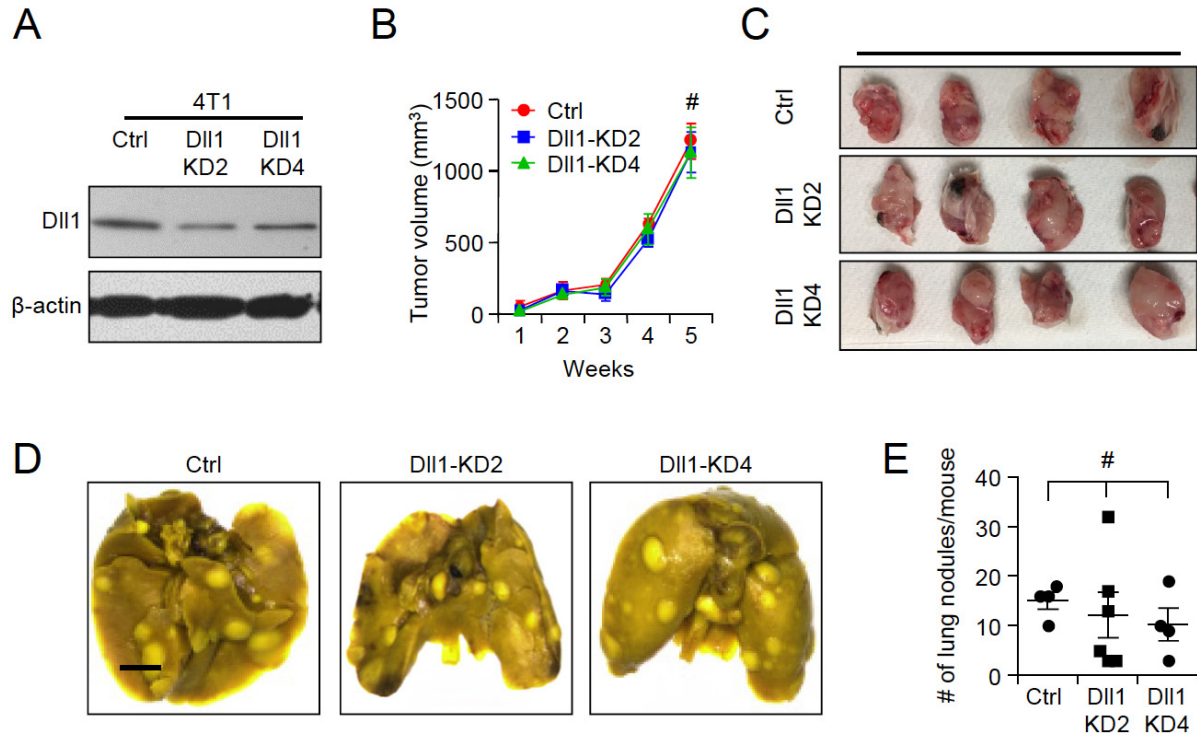 A
4T1
Ctrl Dll1 Dll1
KD2 KD4
Dll1
β-actin
B
Tumor volume (mm³)
1500
1000
500
0
Ctrl
Dll1-KD2
Dll1-KD4
#
1 2 3 4 5
Weeks
C
Ctrl
Dll1
KD2
Dll1
KD4
D
Ctrl
Dll1-KD2
Dll1-KD4
E
# of lung nodules/mouse
40
30
20
10
0
#
Ctrl Dll1 Dll1
KD2 KD4